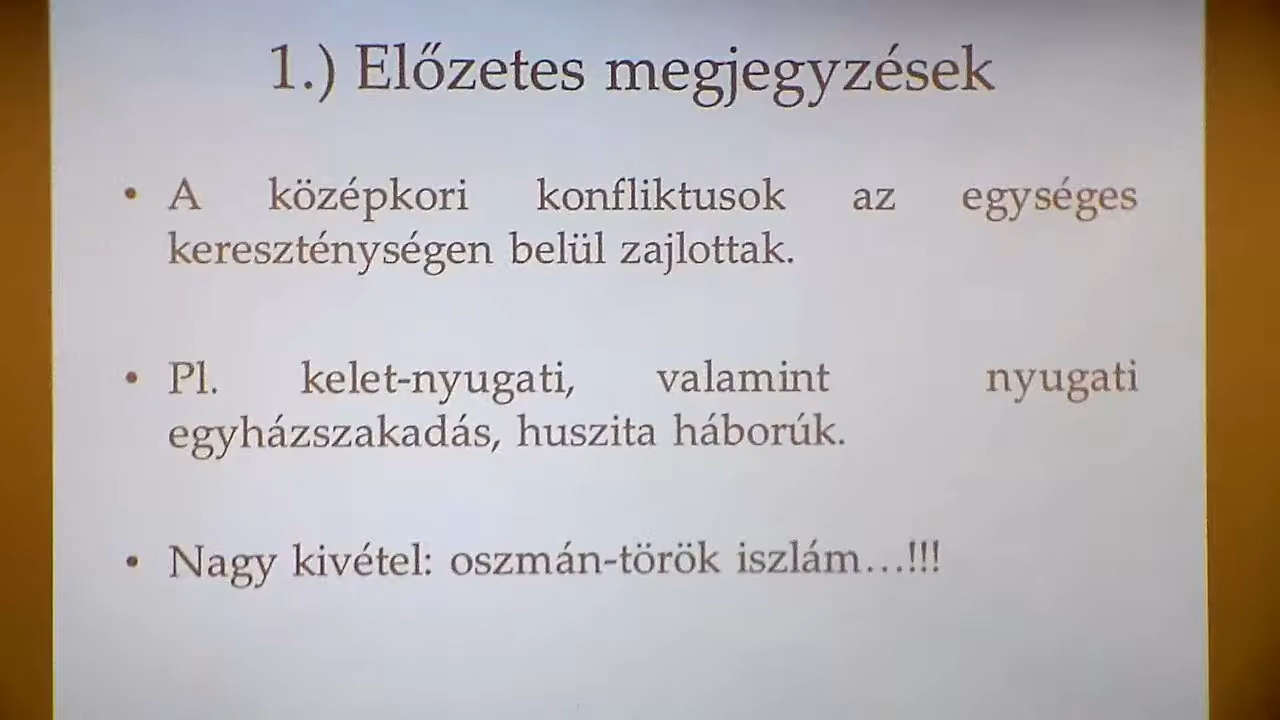 1.) Előzetes megjegyzések
• A középkori konfliktusok az egységes
kereszténységen belül zajlottak.
• Pl. kelet-nyugati, valamint nyugati
egyházszakadás, huszita háborúk.
• Nagy kivétel: oszmán-török iszlám…!!!